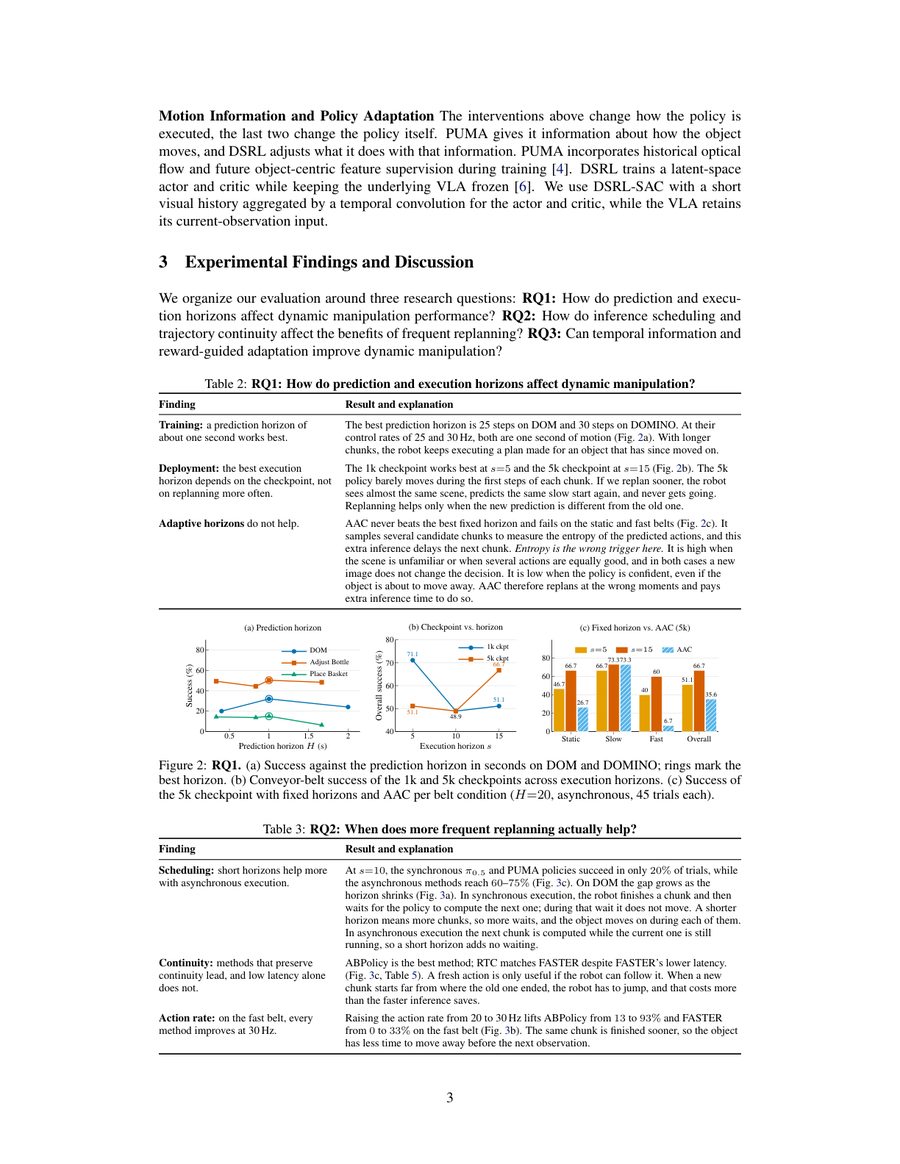 Motion Information and Policy Adaptation The interventions above change how the policy is
executed, the last two change the policy itself. PUMA gives it information about how the object
moves, and DSRL adjusts what it does with that information. PUMA incorporates historical optical
flow and future object-centric feature supervision during training [4]. DSRL trains a latent-space
actor and critic while keeping the underlying VLA frozen [6]. We use DSRL-SAC with a short
visual history aggregated by a temporal convolution for the actor and critic, while the VLA retains
its current-observation input.
3 Experimental Findings and Discussion
We organize our evaluation around three research questions: RQ1: How do prediction and execu-
tion horizons affect dynamic manipulation performance? RQ2: How do inference scheduling and
trajectory continuity affect the benefits of frequent replanning? RQ3: Can temporal information and
reward-guided adaptation improve dynamic manipulation?
Table 2: RQ1: How do prediction and execution horizons affect dynamic manipulation?
Finding Result and explanation
Training: a prediction horizon of
about one second works best.
The best prediction horizon is 25 steps on DOM and 30 steps on DOMINO. At their
control rates of 25 and 30 Hz, both are one second of motion (Fig. 2a). With longer
chunks, the robot keeps executing a plan made for an object that has since moved on.
Deployment: the best execution
horizon depends on the checkpoint, not
on replanning more often.
The 1k checkpoint works best at s=5 and the 5k checkpoint at s=15 (Fig. 2b). The 5k
policy barely moves during the first steps of each chunk. If we replan sooner, the robot
sees almost the same scene, predicts the same slow start again, and never gets going.
Replanning helps only when the new prediction is different from the old one.
Adaptive horizons do not help.
AAC never beats the best fixed horizon and fails on the static and fast belts (Fig. 2c). It
samples several candidate chunks to measure the entropy of the predicted actions, and this
extra inference delays the next chunk. Entropy is the wrong trigger here. It is high when
the scene is unfamiliar or when several actions are equally good, and in both cases a new
image does not change the decision. It is low when the policy is confident, even if the
object is about to move away. AAC therefore replans at the wrong moments and pays
extra inference time to do so.
(a) Prediction horizon
Success (%)
80
60
40
20
0
0.5 1 1.5 2
Prediction horizon H (s)
DOM
Adjust Bottle
Place Basket
(b) Checkpoint vs. horizon
Overall success (%)
80
70
60
50
40
5 10 15
Execution horizon s
1k ckpt
5k ckpt
71.1
48.9
51.1
51.1
66.7
(c) Fixed horizon vs. AAC (5k)
s=5 s=15 AAC
80
60
40
20
0
46.7 66.7 26.7
66.7 73.3 73.3
40 60 6.7
51.1 66.7 35.6
Static Slow Fast Overall
Figure 2: RQ1. (a) Success against the prediction horizon in seconds on DOM and DOMINO; rings mark the
best horizon. (b) Conveyor-belt success of the 1k and 5k checkpoints across execution horizons. (c) Success of
the 5k checkpoint with fixed horizons and AAC per belt condition (H=20, asynchronous, 45 trials each).
Table 3: RQ2: When does more frequent replanning actually help?
Finding Result and explanation
Scheduling: short horizons help more
with asynchronous execution.
At s=10, the synchronous π0.5 and PUMA policies succeed in only 20% of trials, while
the asynchronous methods reach 60–75% (Fig. 3c). On DOM the gap grows as the
horizon shrinks (Fig. 3a). In synchronous execution, the robot finishes a chunk and then
waits for the policy to compute the next one; during that wait it does not move. A shorter
horizon means more chunks, so more waits, and the object moves on during each of them.
In asynchronous execution the next chunk is computed while the current one is still
running, so a short horizon adds no waiting.
Continuity: methods that preserve
continuity lead, and low latency alone
does not.
ABPolicy is the best method; RTC matches FASTER despite FASTER's lower latency.
(Fig. 3c, Table 5). A fresh action is only useful if the robot can follow it. When a new
chunk starts far from where the old one ended, the robot has to jump, and that costs more
than the faster inference saves.
Action rate: on the fast belt, every
method improves at 30 Hz.
Raising the action rate from 20 to 30 Hz lifts ABPolicy from 13 to 93% and FASTER
from 0 to 33% on the fast belt (Fig. 3b). The same chunk is finished sooner, so the object
has less time to move away before the next observation.
3